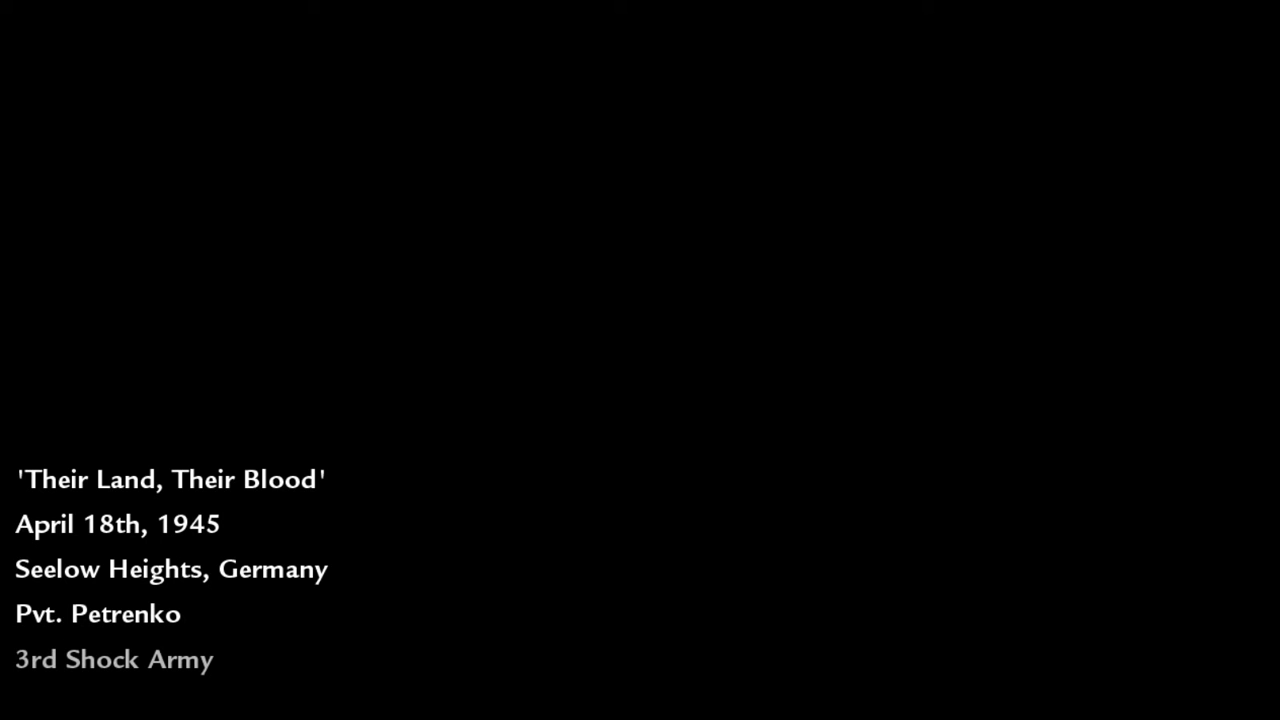 'Their Land, Their Blood'
April 18th, 1945
Seelow Heights, Germany
Pvt. Petrenko
3rd Shock Army